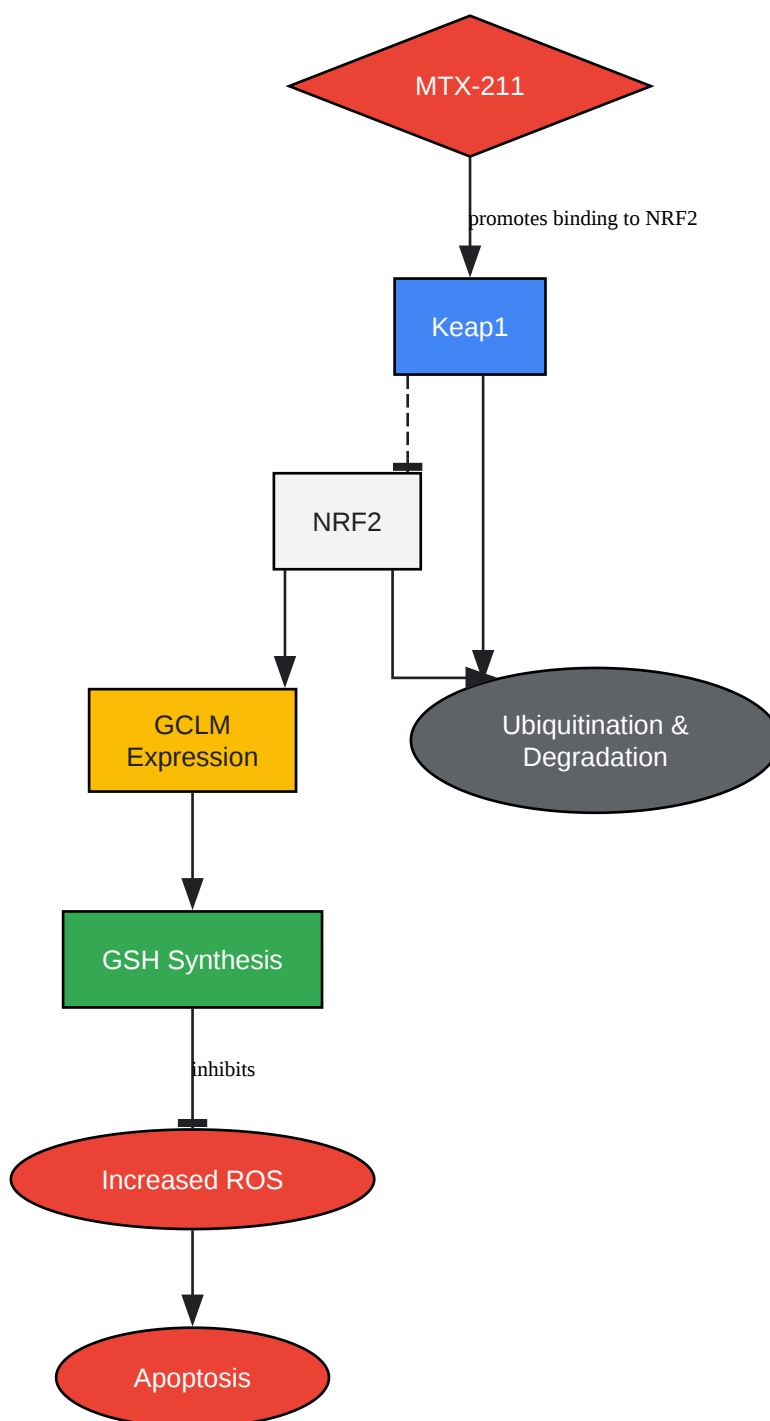 MTX-211
promotes binding to NRF2
Keap1
NRF2
GCLM
Expression
Ubiquitination &
Degradation
GSH Synthesis
inhibits
Increased ROS
Apoptosis